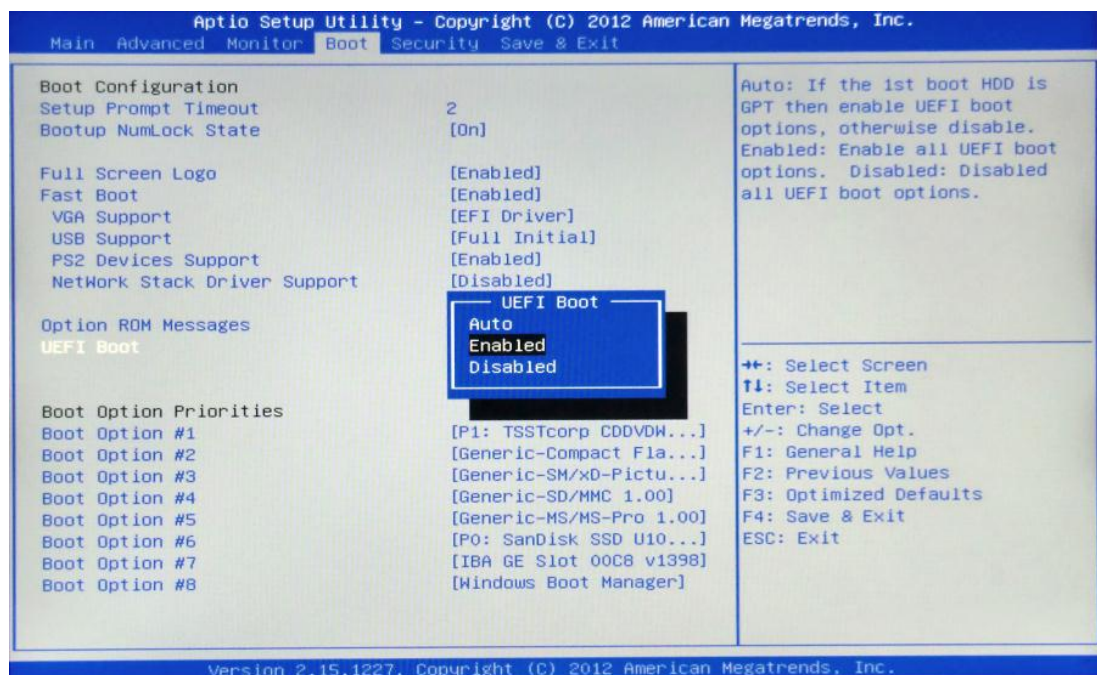 Aptio Setup Utility - Copyright (C) 2012 American Megatrends, Inc.
Main Advanced Monitor Boot Security Save & Exit
Boot Configuration
Setup Prompt Timeout 2
Bootup NumLock State [On]
Full Screen Logo [Enabled]
Fast Boot [Enabled]
VGA Support [EFI Driver]
USB Support [Full Initial]
PS2 Devices Support [Enabled]
NetWork Stack Driver Support [Disabled]
Option ROM Messages
UEFI Boot
UEFI Boot
Auto
Enabled
Disabled
Boot Option Priorities
Boot Option #1 [P1: TSSTcorp CDDVDW...]
Boot Option #2 [Generic-Compact Fla...]
Boot Option #3 [Generic-SM/xD-Pictu...]
Boot Option #4 [Generic-SD/MMC 1.00]
Boot Option #5 [Generic-MS/MS-Pro 1.00]
Boot Option #6 [P0: SanDisk SSD U10...]
Boot Option #7 [IBA GE Slot 00C8 v1398]
Boot Option #8 [Windows Boot Manager]
Auto: If the 1st boot HDD is
GPT then enable UEFI boot
options, otherwise disable.
Enabled: Enable all UEFI boot
options. Disabled: Disabled
all UEFI boot options.
→←: Select Screen
↑↓: Select Item
Enter: Select
+/-: Change Opt.
F1: General Help
F2: Previous Values
F3: Optimized Defaults
F4: Save & Exit
ESC: Exit
Version 2.15.1227. Copyright (C) 2012 American Megatrends, Inc.